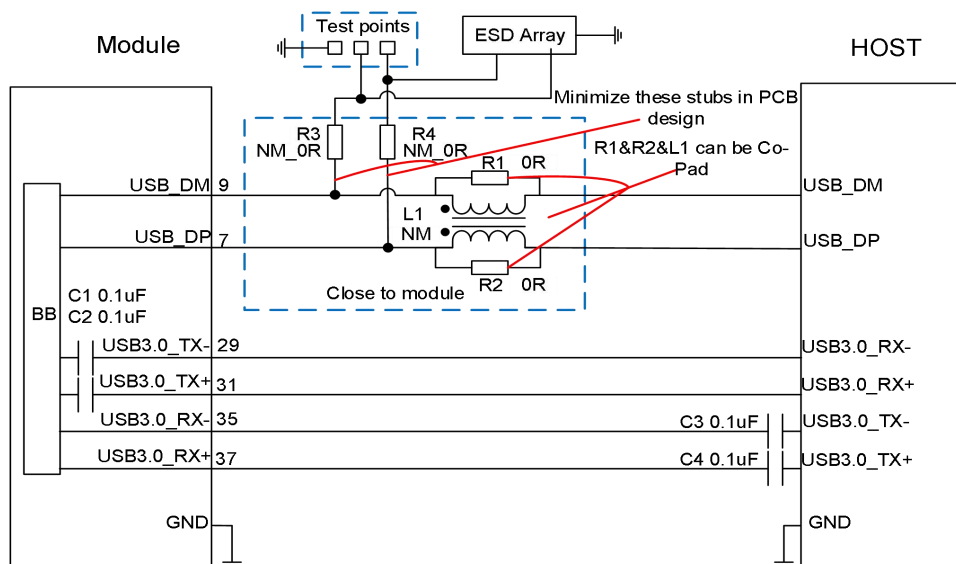 Test points
ESD Array
Module
HOST
Minimize these stubs in PCB
design
R3
NM_0R
R4
NM_0R
R1 0R
R1&R2&L1 can be Co-
Pad
USB_DM 9
USB_DM
L1
NM
USB_DP 7
USB_DP
R2 0R
Close to module
C1 0.1uF
C2 0.1uF
BB
USB3.0_TX- 29
USB3.0_RX-
USB3.0_TX+ 31
USB3.0_RX+
USB3.0_RX- 35
C3 0.1uF
USB3.0_TX-
USB3.0_RX+ 37
C4 0.1uF
USB3.0_TX+
GND
GND